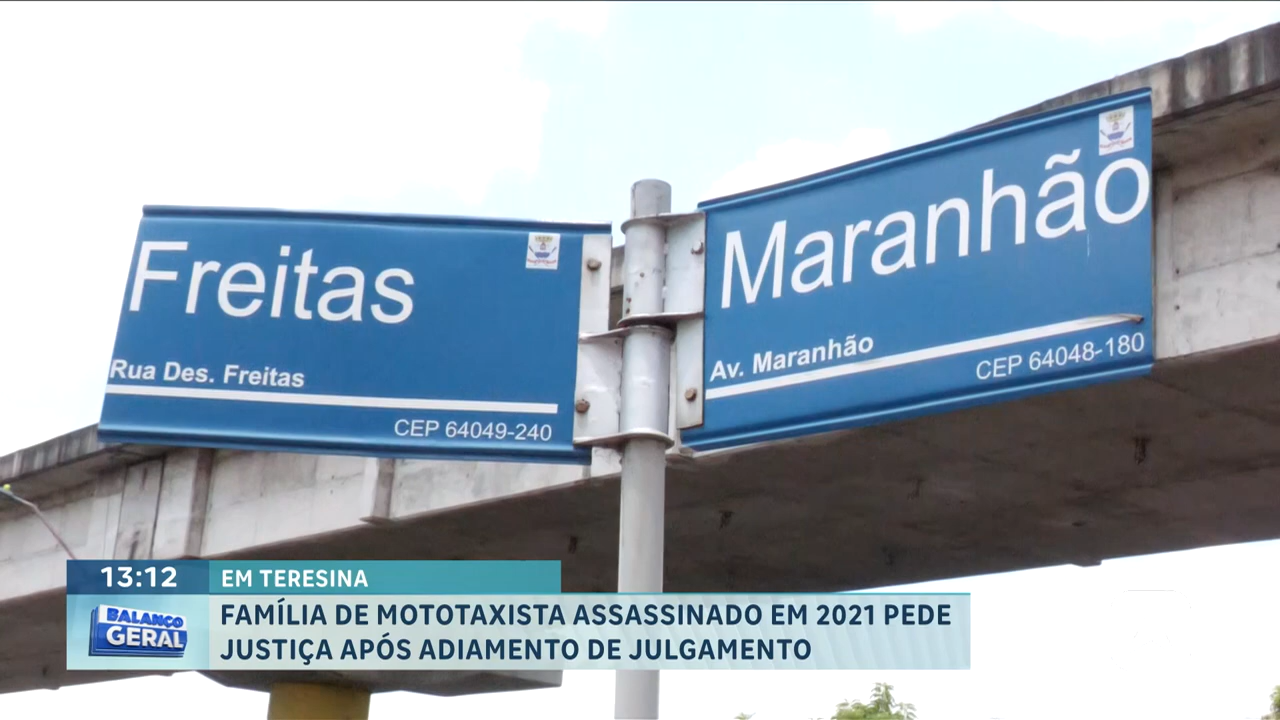 Freitas
Rua Des. Freitas
CEP 64049-240
Maranhão
Av. Maranhão
CEP 64048-180
13:12
EM TERESINA
BALANÇO
GERAL
FAMÍLIA DE MOTOTAXISTA ASSASSINADO EM 2021 PEDE
JUSTIÇA APÓS ADIAMENTO DE JULGAMENTO